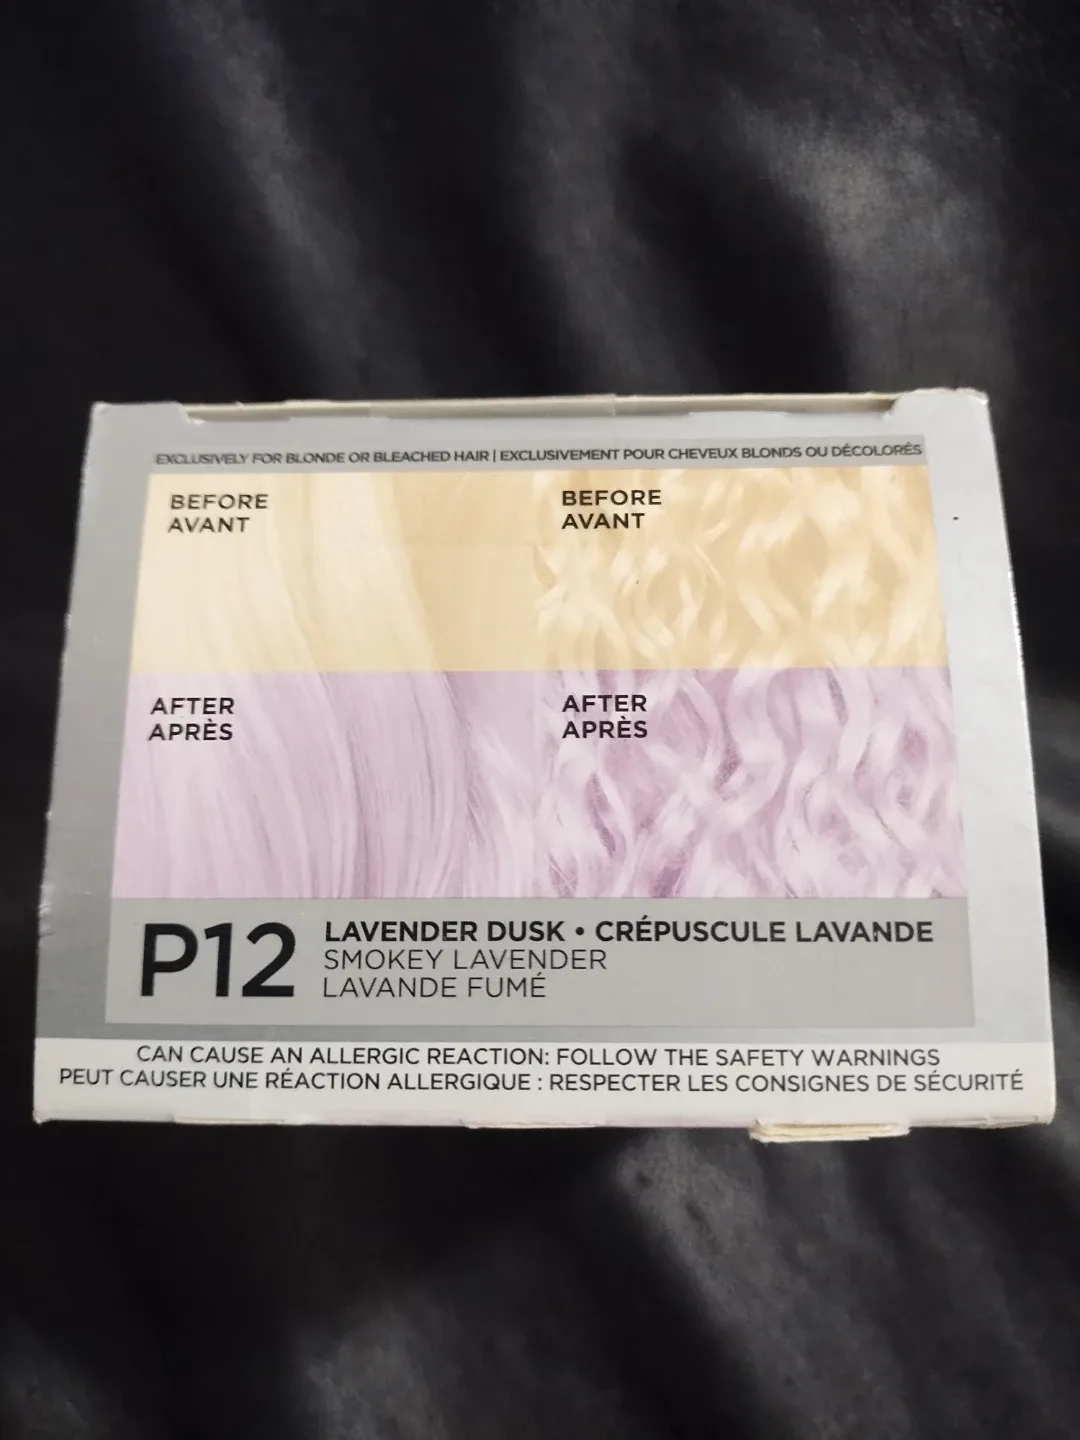 EXCLUSIVELY FOR BLONDE OR BLEACHED HAIR | EXCLUSIVEMENT POUR CHEVEUX BLONDS OU DÉCOLORÉS
BEFORE
AVANT
BEFORE
AVANT
AFTER
APRÈS
AFTER
APRÈS
P12
LAVENDER DUSK • CRÉPUSCULE LAVANDE
SMOKEY LAVENDER
LAVANDE FUMÉ
CAN CAUSE AN ALLERGIC REACTION: FOLLOW THE SAFETY WARNINGS
PEUT CAUSER UNE RÉACTION ALLERGIQUE : RESPECTER LES CONSIGNES DE SÉCURITÉ